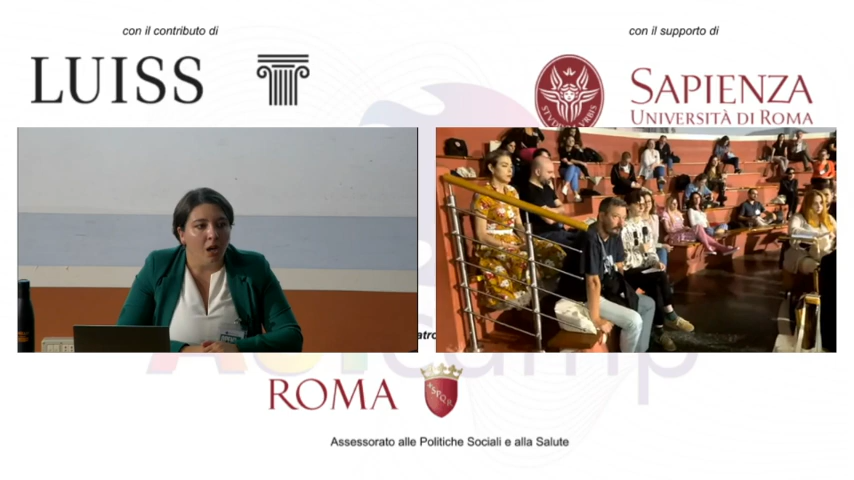 con il contributo di
con il supporto di
LUISS
SAPIENZA
UNIVERSITÀ DI ROMA
ROMA
SPQR
Assessorato alle Politiche Sociali e alla Salute